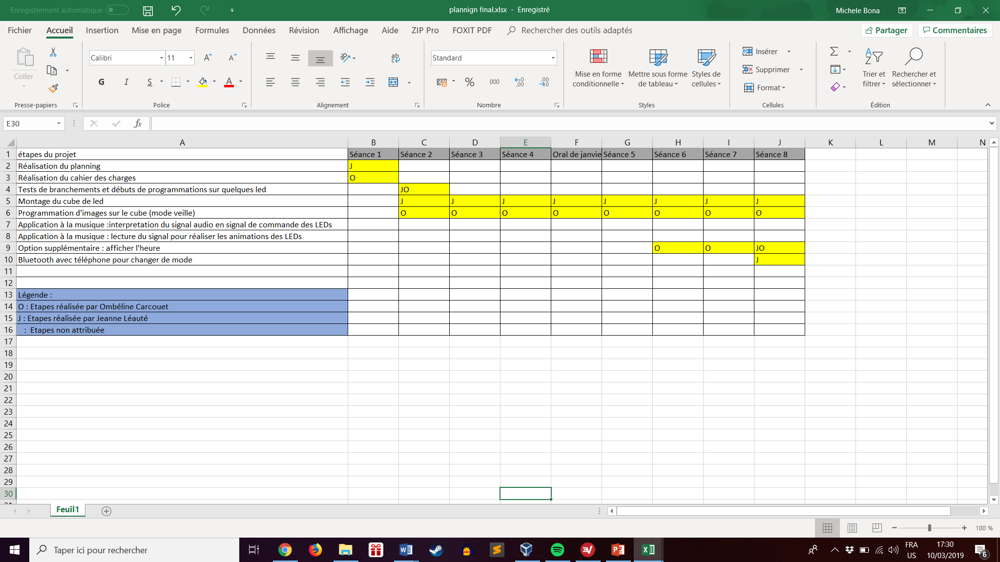 Enregistrement automatique
plannign final.xlsx - Enregistré
Michele Bona
Fichier Accueil Insertion Mise en page Formules Données Révision Affichage Aide ZIP Pro FOXIT PDF Rechercher des outils adaptés Partager Commentaires
Coller
Calibri 11
Standard
Mise en forme conditionnelle
Mettre sous forme de tableau
Styles de cellules
Insérer
Supprimer
Format
Trier et filtrer
Rechercher et sélectionner
G I S A
% 000
Presse-papiers Police Alignement Nombre Styles Cellules Édition
E30 fx
A B C D E F G H I J K L M N
1 étapes du projet Séance 1 Séance 2 Séance 3 Séance 4 Oral de janvie Séance 5 Séance 6 Séance 7 Séance 8
2 Réalisation du planning J
3 Réalisation du cahier des charges O
4 Tests de branchements et débuts de programmations sur quelques led JO
5 Montage du cube de led J J J J J J J J
6 Programmation d'images sur le cube (mode veille) O O O O O O O O
7 Application à la musique :interpretation du signal audio en signal de commande des LEDs
8 Application à la musique : lecture du signal pour réaliser les animations des LEDs
9 Option supplémentaire : afficher l'heure O O JO
10 Bluetooth avec téléphone pour changer de mode J
11
12
13 Légende :
14 O : Etapes réalisée par Ombéline Carcouet
15 J : Etapes réalisée par Jeanne Léauté
16 : Etapes non attribuée
17
18
19
20
21
22
23
24
25
26
27
28
29
30
Feuil1
100 %
Taper ici pour rechercher
FRA
US
17:30
10/03/2019
6